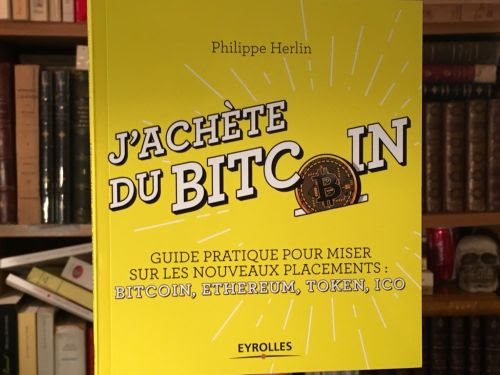 Philippe Herlin
J'ACHÈTE
DU BITCOIN
GUIDE PRATIQUE POUR MISER
SUR LES NOUVEAUX PLACEMENTS :
BITCOIN, ETHEREUM, TOKEN, ICO
EYROLLES